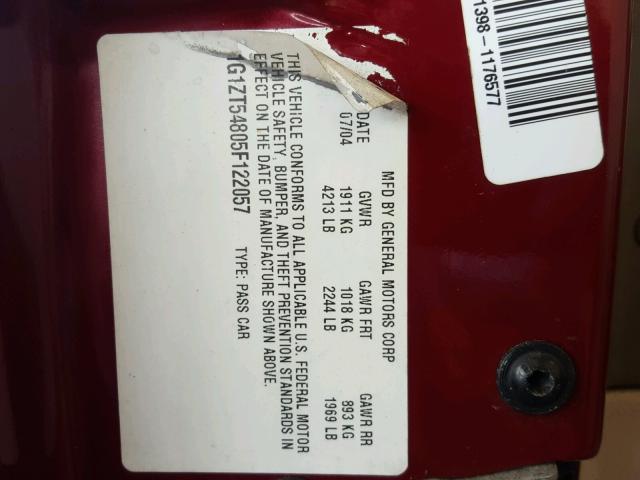 MFD BY GENERAL MOTORS CORP
DATE GVWR GAWR FRT GAWR RR
07/04 1911 KG 1018 KG 893 KG
4213 LB 2244 LB 1969 LB
THIS VEHICLE CONFORMS TO ALL APPLICABLE U.S. FEDERAL MOTOR
VEHICLE SAFETY, BUMPER, AND THEFT PREVENTION STANDARDS IN
EFFECT ON THE DATE OF MANUFACTURE SHOWN ABOVE.
1G1ZT54805F122057 TYPE: PASS CAR
1398-1176577